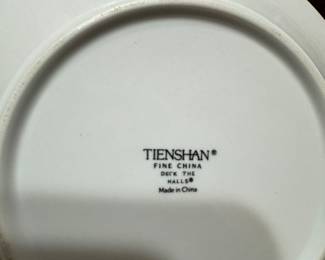 TIENSHAN®
FINE CHINA
DECK THE
HALLS®
Made in China